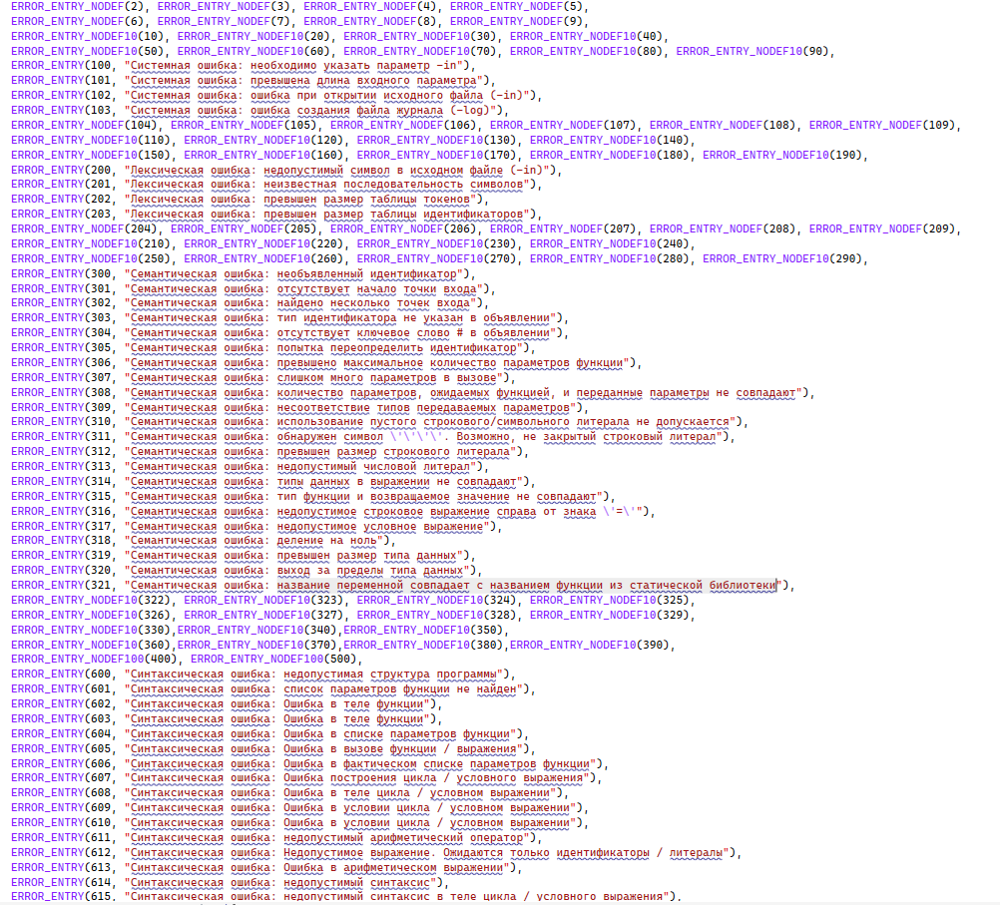 ERROR_ENTRY_NODEF(2), ERROR_ENTRY_NODEF(3), ERROR_ENTRY_NODEF(4), ERROR_ENTRY_NODEF(5),
ERROR_ENTRY_NODEF(6), ERROR_ENTRY_NODEF(7), ERROR_ENTRY_NODEF(8), ERROR_ENTRY_NODEF(9),
ERROR_ENTRY_NODEF10(10), ERROR_ENTRY_NODEF10(20), ERROR_ENTRY_NODEF10(30), ERROR_ENTRY_NODEF10(40),
ERROR_ENTRY_NODEF10(50), ERROR_ENTRY_NODEF10(60), ERROR_ENTRY_NODEF10(70), ERROR_ENTRY_NODEF10(80), ERROR_ENTRY_NODEF10(90),
ERROR_ENTRY(100, "Системная ошибка: необходимо указать параметр -in"),
ERROR_ENTRY(101, "Системная ошибка: превышена длина входного параметра"),
ERROR_ENTRY(102, "Системная ошибка: ошибка при открытии исходного файла (-in)"),
ERROR_ENTRY(103, "Системная ошибка: ошибка создания файла журнала (-log)"),
ERROR_ENTRY_NODEF(104), ERROR_ENTRY_NODEF(105), ERROR_ENTRY_NODEF(106), ERROR_ENTRY_NODEF(107), ERROR_ENTRY_NODEF(108), ERROR_ENTRY_NODEF(109),
ERROR_ENTRY_NODEF10(110), ERROR_ENTRY_NODEF10(120), ERROR_ENTRY_NODEF10(130), ERROR_ENTRY_NODEF10(140),
ERROR_ENTRY_NODEF10(150), ERROR_ENTRY_NODEF10(160), ERROR_ENTRY_NODEF10(170), ERROR_ENTRY_NODEF10(180), ERROR_ENTRY_NODEF10(190),
ERROR_ENTRY(200, "Лексическая ошибка: недопустимый символ в исходном файле (-in)"),
ERROR_ENTRY(201, "Лексическая ошибка: неизвестная последовательность символов"),
ERROR_ENTRY(202, "Лексическая ошибка: превышен размер таблицы токенов"),
ERROR_ENTRY(203, "Лексическая ошибка: превышен размер таблицы идентификаторов"),
ERROR_ENTRY_NODEF(204), ERROR_ENTRY_NODEF(205), ERROR_ENTRY_NODEF(206), ERROR_ENTRY_NODEF(207), ERROR_ENTRY_NODEF(208), ERROR_ENTRY_NODEF(209),
ERROR_ENTRY_NODEF10(210), ERROR_ENTRY_NODEF10(220), ERROR_ENTRY_NODEF10(230), ERROR_ENTRY_NODEF10(240),
ERROR_ENTRY_NODEF10(250), ERROR_ENTRY_NODEF10(260), ERROR_ENTRY_NODEF10(270), ERROR_ENTRY_NODEF10(280), ERROR_ENTRY_NODEF10(290),
ERROR_ENTRY(300, "Семантическая ошибка: необъявленный идентификатор"),
ERROR_ENTRY(301, "Семантическая ошибка: отсутствует начало точки входа"),
ERROR_ENTRY(302, "Семантическая ошибка: найдено несколько точек входа"),
ERROR_ENTRY(303, "Семантическая ошибка: тип идентификатора не указан в объявлении"),
ERROR_ENTRY(304, "Семантическая ошибка: отсутствует ключевое слово # в объявлении"),
ERROR_ENTRY(305, "Семантическая ошибка: попытка переопределить идентификатор"),
ERROR_ENTRY(306, "Семантическая ошибка: превышено максимальное количество параметров функции"),
ERROR_ENTRY(307, "Семантическая ошибка: слишком много параметров в вызове"),
ERROR_ENTRY(308, "Семантическая ошибка: количество параметров, ожидаемых функцией, и переданные параметры не совпадают"),
ERROR_ENTRY(309, "Семантическая ошибка: несоответствие типов передаваемых параметров"),
ERROR_ENTRY(310, "Семантическая ошибка: использование пустого строкового/символьного литерала не допускается"),
ERROR_ENTRY(311, "Семантическая ошибка: обнаружен символ \'\'\'\'. Возможно, не закрытый строковый литерал"),
ERROR_ENTRY(312, "Семантическая ошибка: превышен размер строкового литерала"),
ERROR_ENTRY(313, "Семантическая ошибка: недопустимый числовой литерал"),
ERROR_ENTRY(314, "Семантическая ошибка: типы данных в выражении не совпадают"),
ERROR_ENTRY(315, "Семантическая ошибка: тип функции и возвращаемое значение не совпадают"),
ERROR_ENTRY(316, "Семантическая ошибка: недопустимое строковое выражение справа от знака \'=\'"),
ERROR_ENTRY(317, "Семантическая ошибка: недопустимое условное выражение"),
ERROR_ENTRY(318, "Семантическая ошибка: деление на ноль"),
ERROR_ENTRY(319, "Семантическая ошибка: превышен размер типа данных"),
ERROR_ENTRY(320, "Семантическая ошибка: выход за пределы типа данных"),
ERROR_ENTRY(321, "Семантическая ошибка: название переменной совпадает с названием функции из статической библиотеки"),
ERROR_ENTRY_NODEF10(322), ERROR_ENTRY_NODEF10(323), ERROR_ENTRY_NODEF10(324), ERROR_ENTRY_NODEF10(325),
ERROR_ENTRY_NODEF10(326), ERROR_ENTRY_NODEF10(327), ERROR_ENTRY_NODEF10(328), ERROR_ENTRY_NODEF10(329),
ERROR_ENTRY_NODEF10(330),ERROR_ENTRY_NODEF10(340),ERROR_ENTRY_NODEF10(350),
ERROR_ENTRY_NODEF10(360),ERROR_ENTRY_NODEF10(370),ERROR_ENTRY_NODEF10(380),ERROR_ENTRY_NODEF10(390),
ERROR_ENTRY_NODEF100(400), ERROR_ENTRY_NODEF100(500),
ERROR_ENTRY(600, "Синтаксическая ошибка: недопустимая структура программы"),
ERROR_ENTRY(601, "Синтаксическая ошибка: список параметров функции не найден"),
ERROR_ENTRY(602, "Синтаксическая ошибка: Ошибка в теле функции"),
ERROR_ENTRY(603, "Синтаксическая ошибка: Ошибка в теле функции"),
ERROR_ENTRY(604, "Синтаксическая ошибка: Ошибка в списке параметров функции"),
ERROR_ENTRY(605, "Синтаксическая ошибка: Ошибка в вызове функции / выражения"),
ERROR_ENTRY(606, "Синтаксическая ошибка: Ошибка в фактическом списке параметров функции"),
ERROR_ENTRY(607, "Синтаксическая ошибка: Ошибка построения цикла / условного выражения"),
ERROR_ENTRY(608, "Синтаксическая ошибка: Ошибка в теле цикла / условном выражении"),
ERROR_ENTRY(609, "Синтаксическая ошибка: Ошибка в условии цикла / условном выражении"),
ERROR_ENTRY(610, "Синтаксическая ошибка: Ошибка в условии цикла / условном выражении"),
ERROR_ENTRY(611, "Синтаксическая ошибка: недопустимый арифметический оператор"),
ERROR_ENTRY(612, "Синтаксическая ошибка: Недопустимое выражение. Ожидаются только идентификаторы / литералы"),
ERROR_ENTRY(613, "Синтаксическая ошибка: Ошибка в арифметическом выражении"),
ERROR_ENTRY(614, "Синтаксическая ошибка: недопустимый синтаксис"),
ERROR_ENTRY(615, "Синтаксическая ошибка: недопустимый синтаксис в теле цикла / условного выражения"),